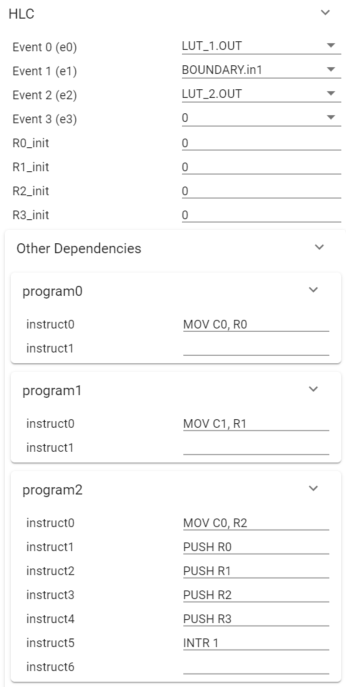 HLC
Event 0 (e0) LUT_1.OUT
Event 1 (e1) BOUNDARY.in1
Event 2 (e2) LUT_2.OUT
Event 3 (e3) 0
R0_init 0
R1_init 0
R2_init 0
R3_init 0
Other Dependencies
program0
instruct0 MOV C0, R0
instruct1
program1
instruct0 MOV C1, R1
instruct1
program2
instruct0 MOV C0, R2
instruct1 PUSH R0
instruct2 PUSH R1
instruct3 PUSH R2
instruct4 PUSH R3
instruct5 INTR 1
instruct6